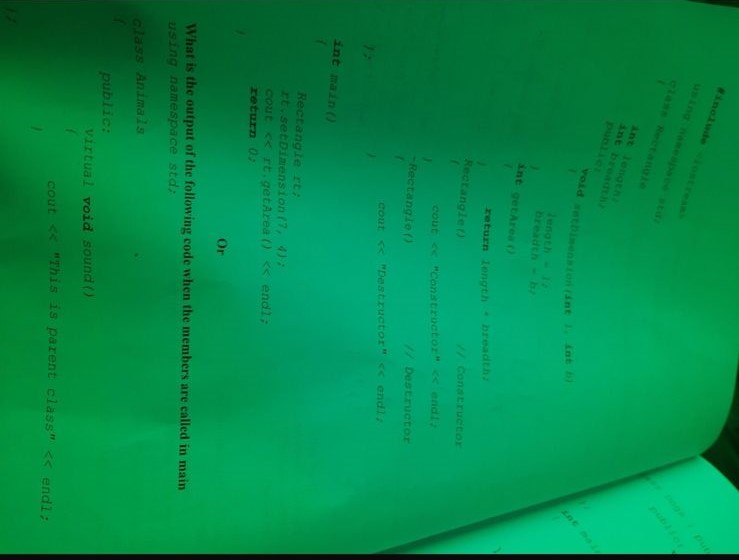 #include <iostream>
using namespace std;
class Rectangle
{
int length;
int breadth;
public:
void setDimension(int l, int b)
{
length = l;
breadth = b;
}
int getArea()
{
return length * breadth;
}
Rectangle() // Constructor
{
cout << "Constructor" << endl;
}
~Rectangle() // Destructor
{
cout << "Destructor" << endl;
}
};
int main()
{
Rectangle rt;
rt.setDimension(7, 4);
cout << rt.getArea() << endl;
return 0;
}
Or
What is the output of the following code when the members are called in main
using namespace std;
class Animals
{
public:
virtual void sound()
{
cout << "This is parent class" << endl;
}
};
int mai